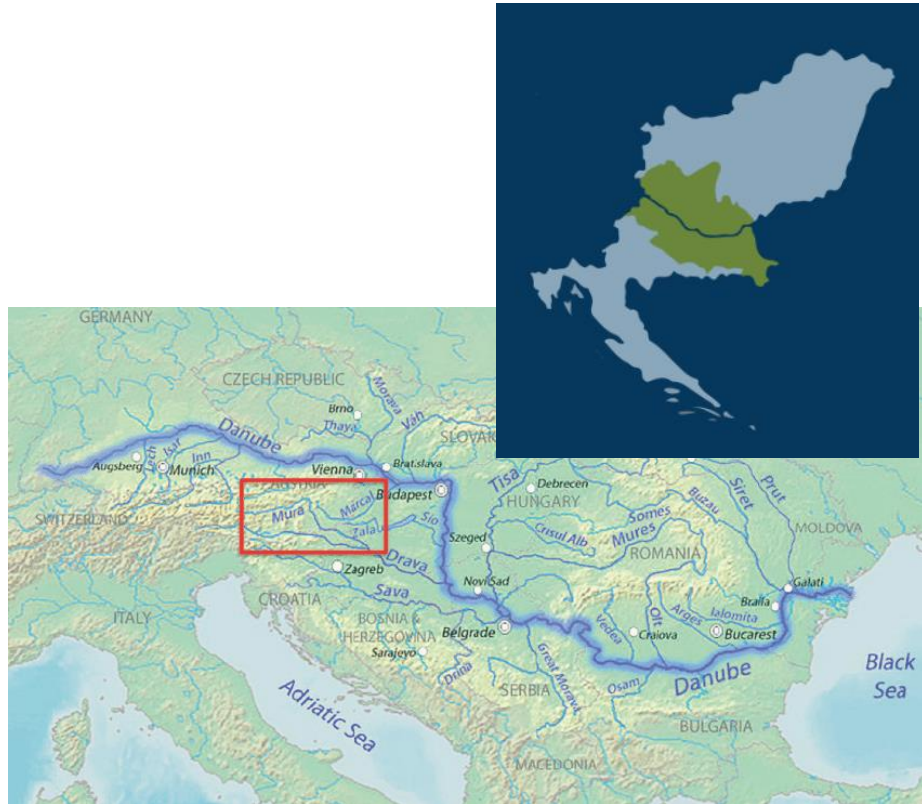 GERMANY
CZECH REPUBLIC
Morava
Váh
Brno
Thaya
Danube
SLOVAK
Augsberg
Lech
Isar
Inn
Munich
Vienna
Bratislava
AUSTRIA
Budapest
Tisa
Debrecen
HUNGARY
Buzau
Siret
Prut
SWITZERLAND
Mura
Marcal
Zalau
Sio
Somes
Mures
MOLDOVA
Crisul Alb
Szeged
ROMANIA
Drava
Zagreb
Novi Sad
Galati
ITALY
CROATIA
Sava
Braila
Ialomita
BOSNIA &
HERZEGOVINA
Belgrade
Vedea
Olt
Arges
Craiova
Bucarest
Sarajevo
Drina
Great Morava
Black
Sea
Adriatic Sea
SERBIA
Osam
Danube
BULGARIA
MACEDONIA